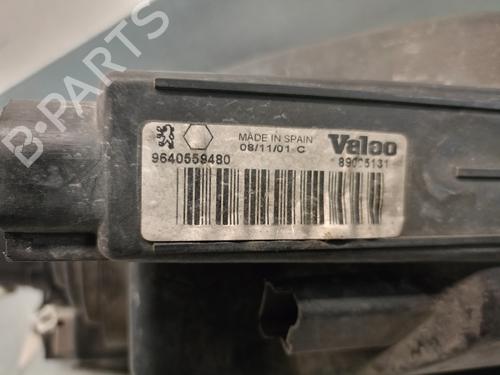 B-PARTS
MADE IN SPAIN
08/11/01 C
Valeo
9640559480
89005131